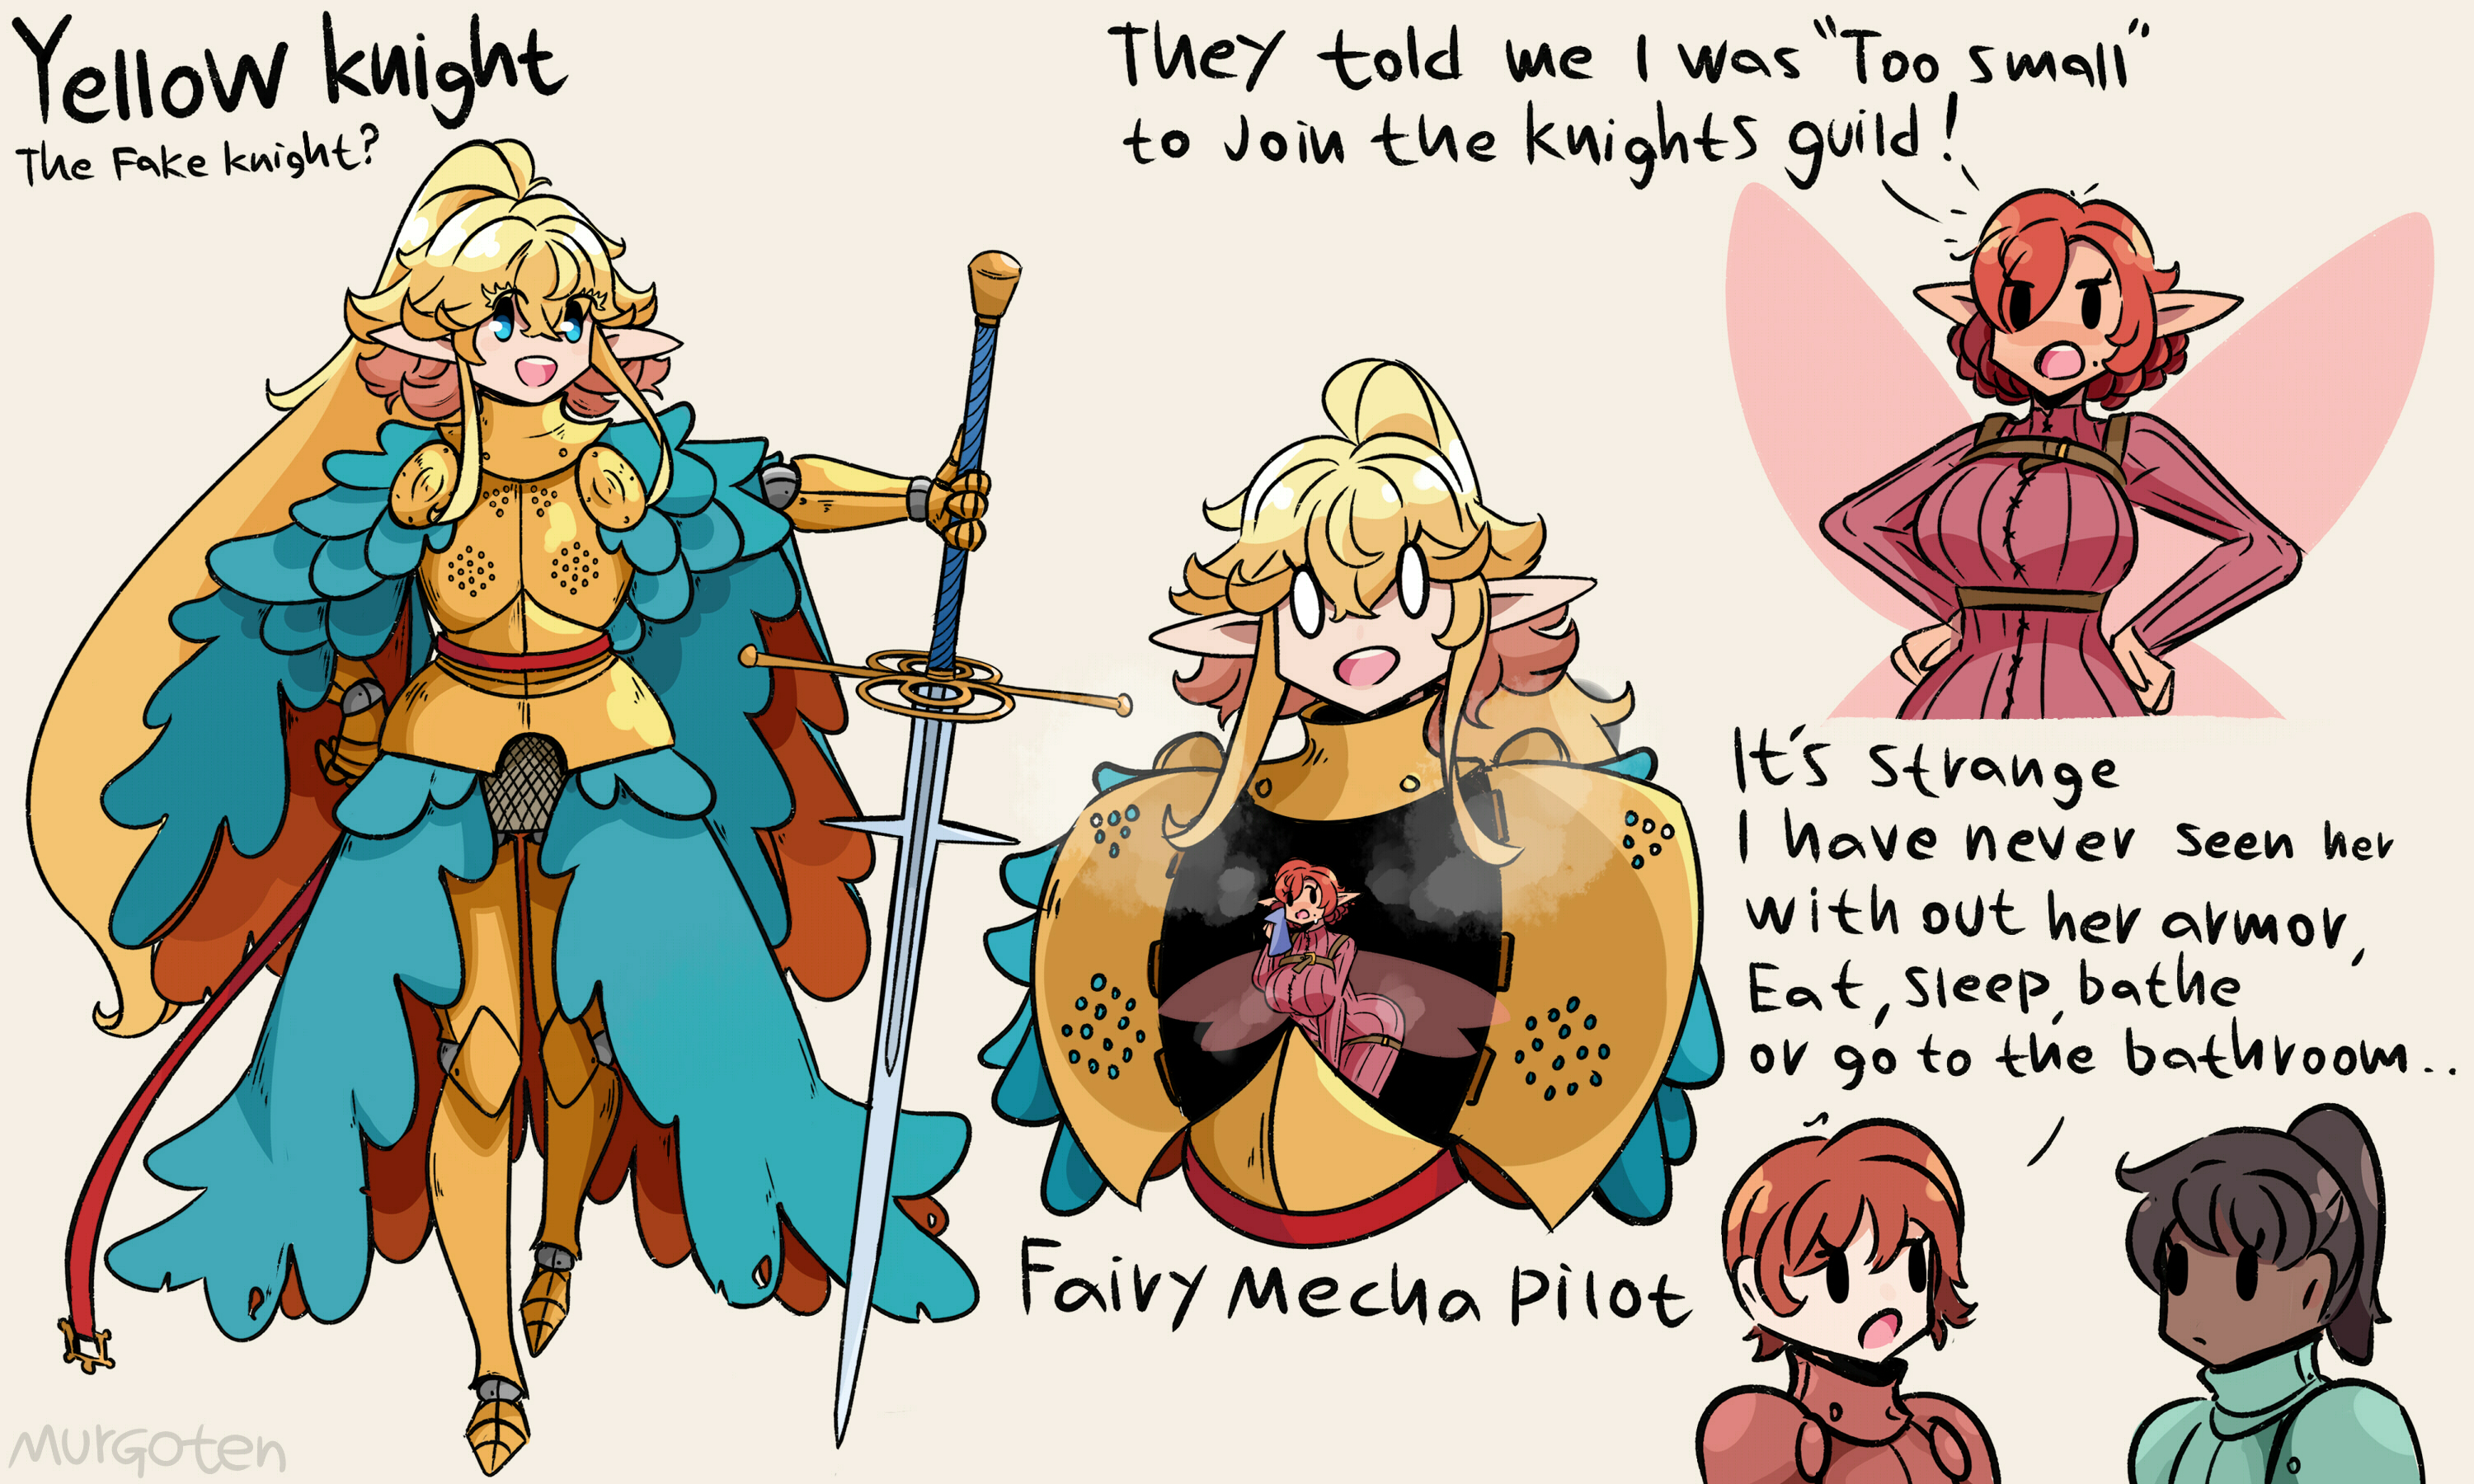 Yellow knight
The Fake knight?
They told me I was "Too small"
to Join the knights guild!
It's strange
I have never seen her
with out her armor,
Eat, sleep, bathe
or go to the bathroom..
Fairy Mecha pilot
Murgoten